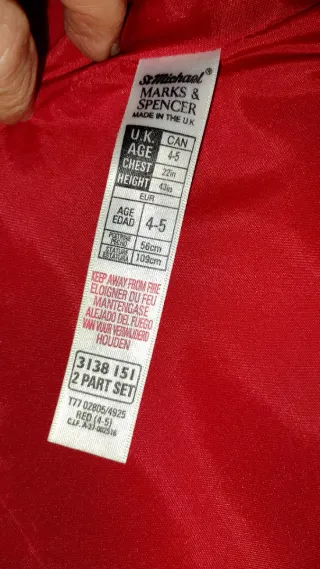 St Michael®
MARKS &
SPENCER
MADE IN THE U.K.
U.K. CAN
AGE 4-5
CHEST 22in
HEIGHT 43in
EUR
AGE
EDAD 4-5
56cm
109cm
KEEP AWAY FROM FIRE
ELOIGNER DU FEU
MANTENGASE
ALEJADO DEL FUEGO
VAN VUUR VERWIJDERD
HOUDEN
3138 151
2 PART SET
T77 02805/4925
RED (4-5)
C.I.F. A-57-002516